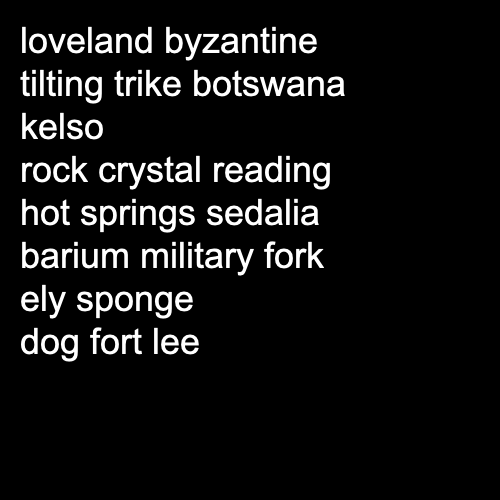 loveland byzantine
tilting trike botswana
kelso
rock crystal reading
hot springs sedalia
barium military fork
ely sponge
dog fort lee